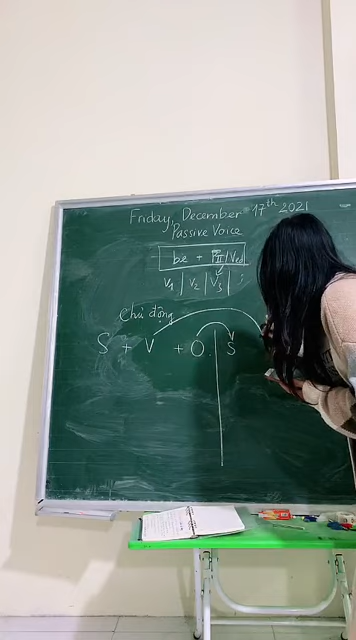 Friday, December 17th 2021
Passive Voice
be + PII/Ved
V1 | V2 | V3 | ;
Chủ động
S + V + O | S